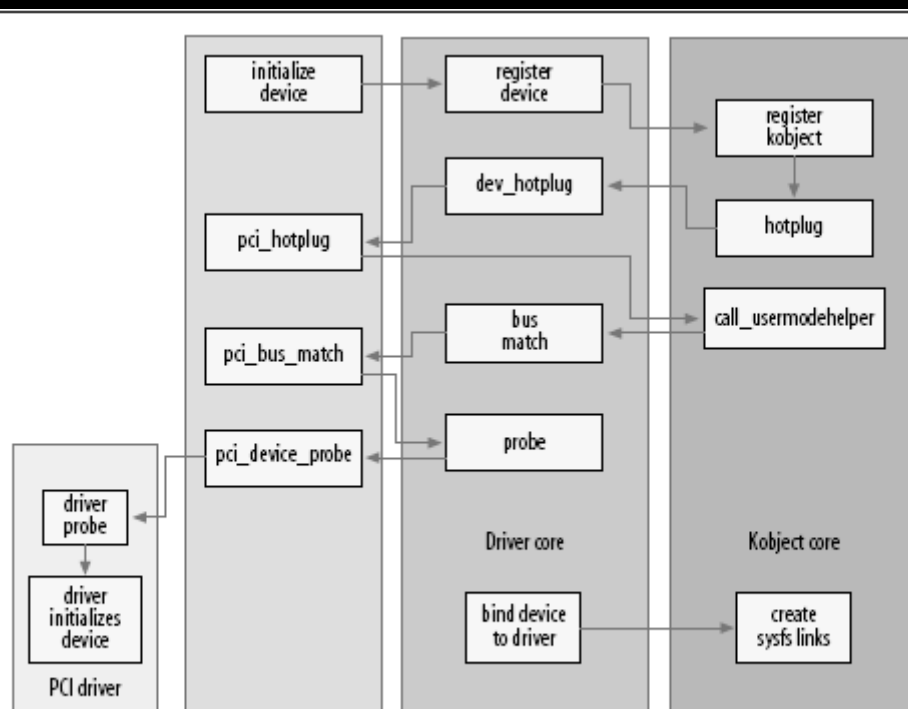 initialize
device
register
device
register
kobject
dev_hotplug
hotplug
pci_hotplug
call_usermodehelper
bus
match
pci_bus_match
probe
pci_device_probe
driver
probe
driver
initializes
device
PCI driver
Driver core
Kobject core
bind device
to driver
create
sysfs links